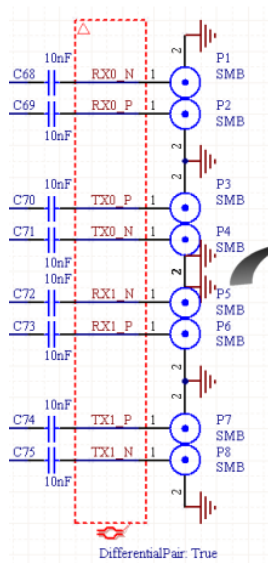 2
10nF
P1
C68 RX0_N 1
SMB
C69 RX0_P 1
P2
10nF
SMB
2
2
10nF
P3
C70 TX0_P 1
SMB
C71 TX0_N 1
P4
10nF
SMB
2
10nF
2
C72 RX1_N 1
P5
SMB
C73 RX1_P 1
P6
10nF
SMB
2
2
10nF
P7
C74 TX1_P 1
SMB
C75 TX1_N 1
P8
10nF
SMB
2
DifferentialPair: True